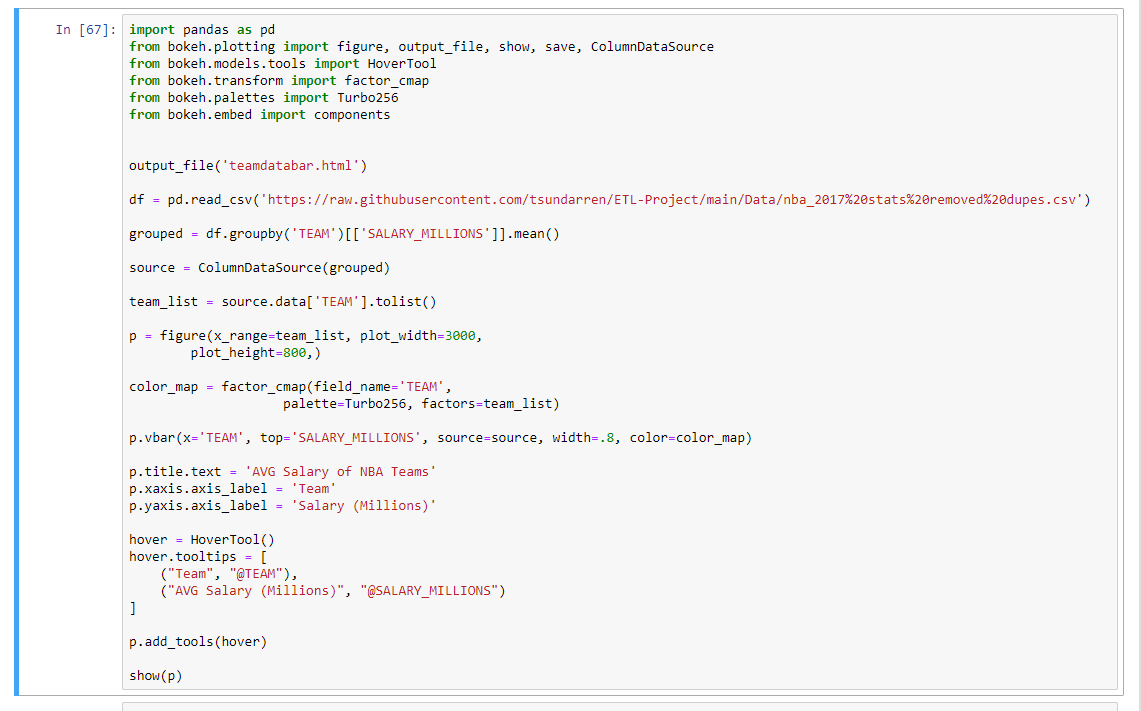 In [67]:
import pandas as pd
from bokeh.plotting import figure, output_file, show, save, ColumnDataSource
from bokeh.models.tools import HoverTool
from bokeh.transform import factor_cmap
from bokeh.palettes import Turbo256
from bokeh.embed import components
output_file('teamdatabar.html')
df = pd.read_csv('https://raw.githubusercontent.com/tsundarren/ETL-Project/main/Data/nba_2017%20stats%20removed%20dupes.csv')
grouped = df.groupby('TEAM')[['SALARY_MILLIONS']].mean()
source = ColumnDataSource(grouped)
team_list = source.data['TEAM'].tolist()
p = figure(x_range=team_list, plot_width=3000,
        plot_height=800,)
color_map = factor_cmap(field_name='TEAM',
                    palette=Turbo256, factors=team_list)
p.vbar(x='TEAM', top='SALARY_MILLIONS', source=source, width=.8, color=color_map)
p.title.text = 'AVG Salary of NBA Teams'
p.xaxis.axis_label = 'Team'
p.yaxis.axis_label = 'Salary (Millions)'
hover = HoverTool()
hover.tooltips = [
    ("Team", "@TEAM"),
    ("AVG Salary (Millions)", "@SALARY_MILLIONS")
]
p.add_tools(hover)
show(p)